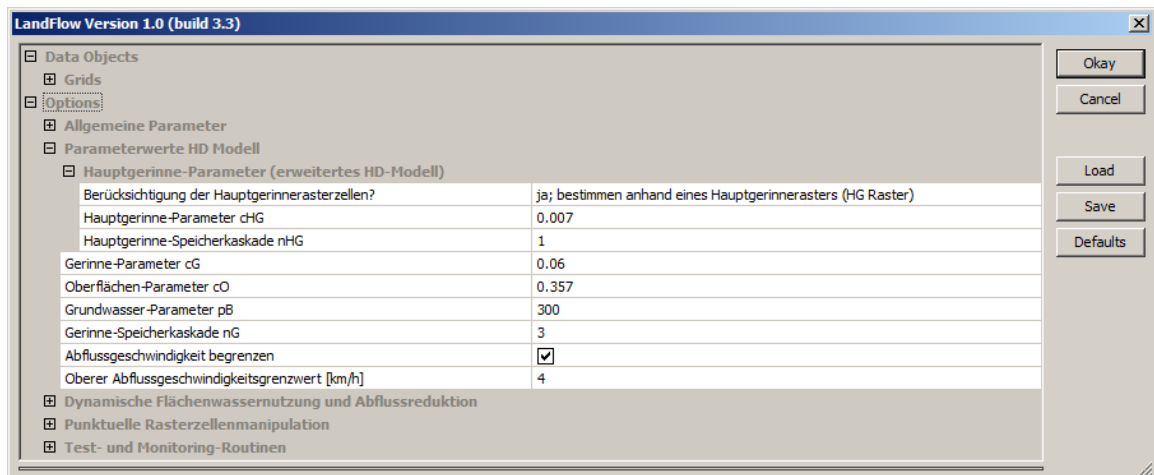 LandFlow Version 1.0 (build 3.3)
Data Objects
Okay
Grids
Options
Cancel
Allgemeine Parameter
Parameterwerte HD Modell
Hauptgerinne-Parameter (erweitertes HD-Modell)
Load
Berücksichtigung der Hauptgerinnerasterzellen? ja; bestimmen anhand eines Hauptgerinnerasters (HG Raster)
Hauptgerinne-Parameter cHG 0.007
Save
Hauptgerinne-Speicherkaskade nHG 1
Defaults
Gerinne-Parameter cG 0.06
Oberflächen-Parameter cO 0.357
Grundwasser-Parameter pB 300
Gerinne-Speicherkaskade nG 3
Abflussgeschwindigkeit begrenzen
Oberer Abflussgeschwindigkeitsgrenzwert [km/h] 4
Dynamische Flächenwassernutzung und Abflussreduktion
Punktuelle Rasterzellenmanipulation
Test- und Monitoring-Routinen